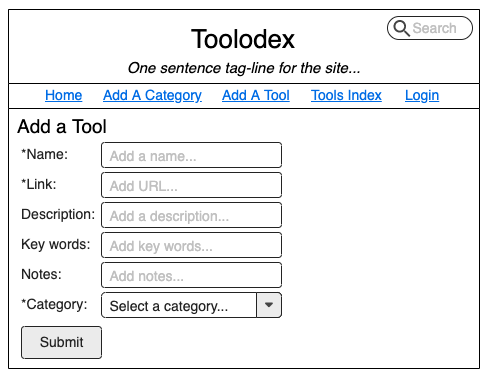 Toolodex
Search
One sentence tag-line for the site...
Home Add A Category Add A Tool Tools Index Login
Add a Tool
*Name: Add a name...
*Link: Add URL...
Description: Add a description...
Key words: Add key words...
Notes: Add notes...
*Category: Select a category...
Submit